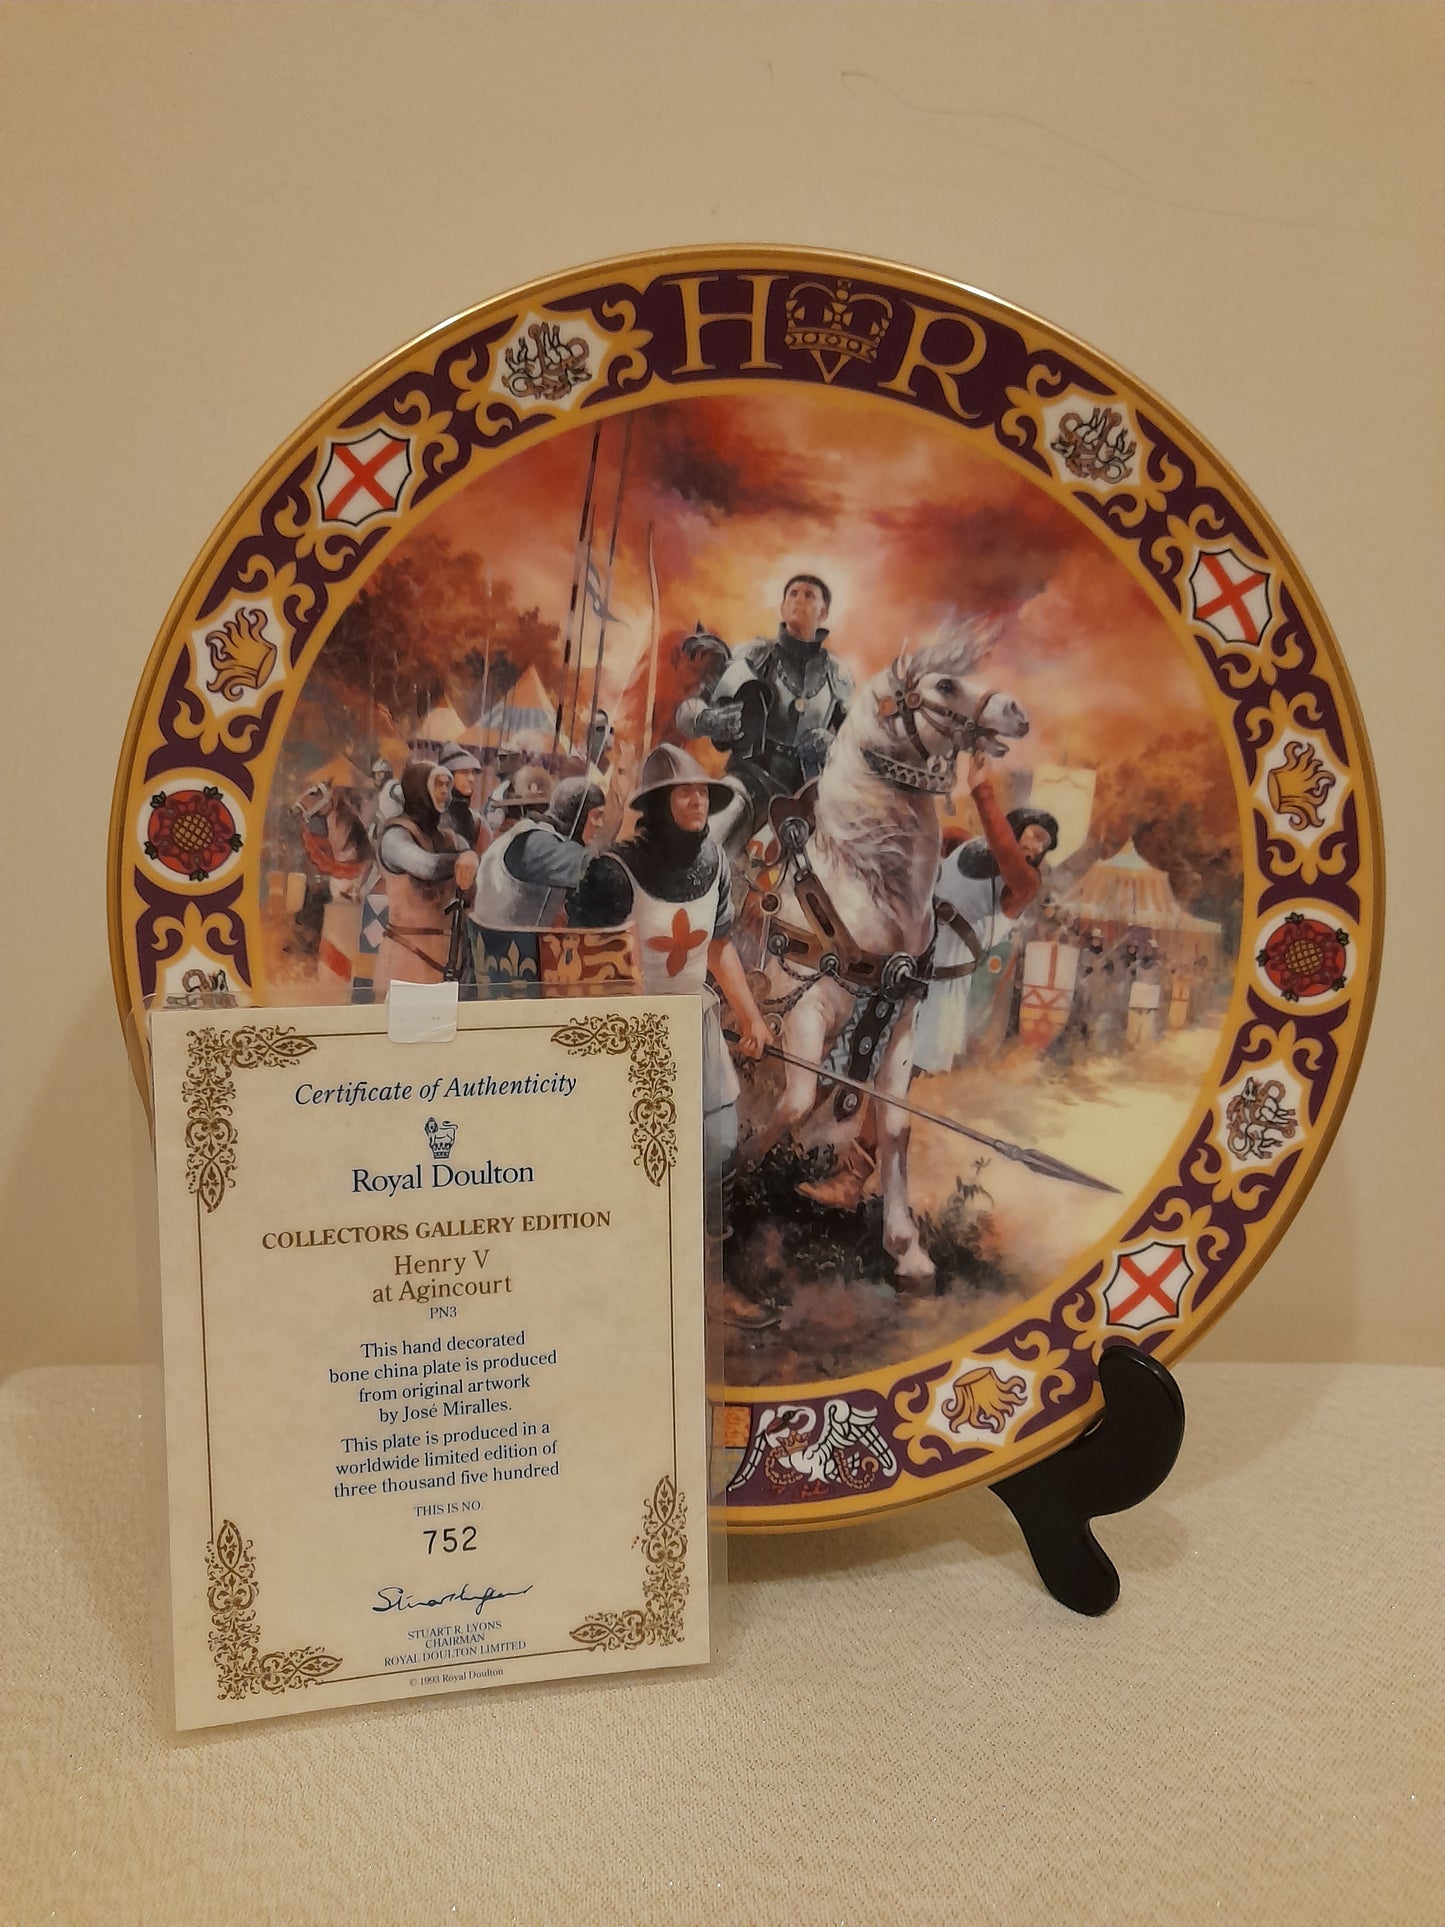 H R
Certificate of Authenticity
Royal Doulton
COLLECTORS GALLERY EDITION
Henry V
at Agincourt
PN3
This hand decorated
bone china plate is produced
from original artwork
by José Miralles.
This plate is produced in a
worldwide limited edition of
three thousand five hundred
THIS IS NO.
752
STUART R. LYONS
CHAIRMAN
ROYAL DOULTON LIMITED
© 1993 Royal Doulton